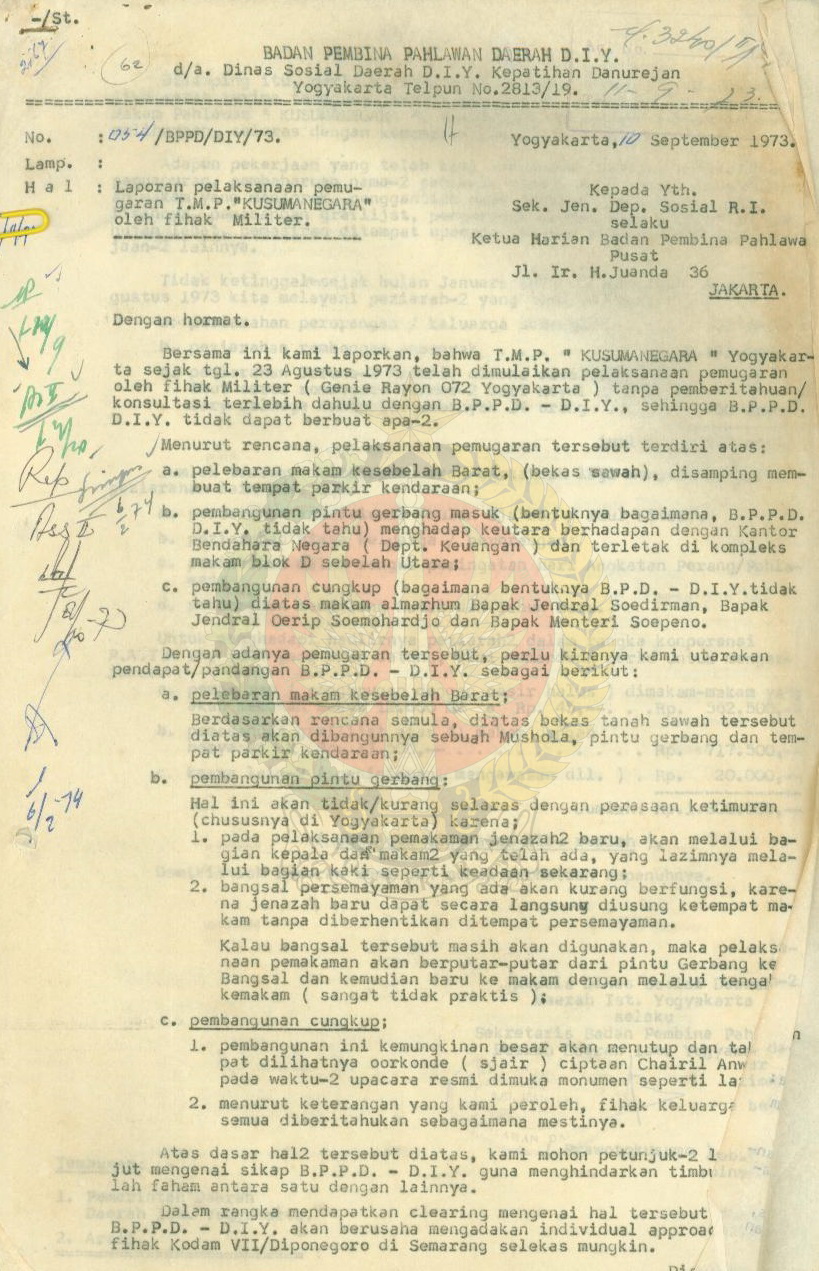 -/St.
62
BADAN PEMBINA PAHLAWAN DAERAH D.I.Y.
d/a. Dinas Sosial Daerah D.I.Y. Kepatihan Danurejan
Yogyakarta Telpun No.2813/19.
11-9-73.
No. : 054/BPPD/DIY/73.
Yogyakarta,10 September 1973.
Lamp. :
H a l : Laporan pelaksanaan pemu-
garan T.M.P."KUSUMANEGARA"
oleh fihak Militer.
Kepada Yth.
Sek. Jen. Dep. Sosial R.I.
selaku
Ketua Harian Badan Pembina Pahlawa
Pusat
Jl. Ir. H.Juanda 36
JAKARTA.
Dengan hormat.
Bersama ini kami laporkan, bahwa T.M.P. " KUSUMANEGARA " Yogyakar-
ta sejak tgl. 23 Agustus 1973 telah dimulaikan pelaksanaan pemugaran
oleh fihak Militer ( Genie Rayon 072 Yogyakarta ) tanpa pemberitahuan/
konsultasi terlebih dahulu dengan B.P.P.D. - D.I.Y., sehingga B.P.P.D.
D.I.Y. tidak dapat berbuat apa-2.
Menurut rencana, pelaksanaan pemugaran tersebut terdiri atas:
a. pelebaran makam kesebelah Barat, (bekas sawah), disamping mem-
buat tempat parkir kendaraan;
b. pembangunan pintu gerbang masuk (bentuknya bagaimana, B.P.P.D.
D.I.Y. tidak tahu) menghadap keutara berhadapan dengan Kantor
Bendahara Negara ( Dept. Keuangan ) dan terletak di kompleks
makam blok D sebelah Utara;
c. pembangunan cungkup (bagaimana bentuknya B.P.D. - D.I.Y.tidak
tahu) diatas makam almarhum Bapak Jendral Soedirman, Bapak
Jendral Oerip Soemohardjo dan Bapak Menteri Soepeno.
Dengan adanya pemugaran tersebut, perlu kiranya kami utarakan
pendapat/pandangan B.P.P.D. - D.I.Y. sebagai berikut:
a. pelebaran makam kesebelah Barat;
Berdasarkan rencana semula, diatas bekas tanah sawah tersebut
diatas akan dibangunnya sebuah Mushola, pintu gerbang dan tem-
pat parkir kendaraan;
b. pembangunan pintu gerbang:
Hal ini akan tidak/kurang selaras dengan perasaan ketimuran
(chususnya di Yogyakarta) karena;
1. pada pelaksanaan pemakaman jenazah2 baru, akan melalui ba-
gian kepala dari makam2 yang telah ada, yang lazimnya mela-
lui bagian kaki seperti keadaan sekarang;
2. bangsal persemayaman yang ada akan kurang berfungsi, kare-
na jenazah baru dapat secara langsung diusung ketempat ma-
kam tanpa diberhentikan ditempat persemayaman.
Kalau bangsal tersebut masih akan digunakan, maka pelaks
naan pemakaman akan berputar-putar dari pintu Gerbang ke
Bangsal dan kemudian baru ke makam dengan melalui tenga
kemakam ( sangat tidak praktis );
c. pembangunan cungkup;
1. pembangunan ini kemungkinan besar akan menutup dan ta
pat dilihatnya oorkonde ( sjair ) ciptaan Chairil Anw
pada waktu-2 upacara resmi dimuka monumen seperti la
2. menurut keterangan yang kami peroleh, fihak keluarga
semua diberitahukan sebagaimana mestinya.
Atas dasar hal2 tersebut diatas, kami mohon petunjuk-2 l
jut mengenai sikap B.P.P.D. - D.I.Y. guna menghindarkan timbu
lah faham antara satu dengan lainnya.
Dalam rangka mendapatkan clearing mengenai hal tersebut
B.P.P.D. - D.I.Y. akan berusaha mengadakan individual approac
fihak Kodam VII/Diponegoro di Semarang selekas mungkin.